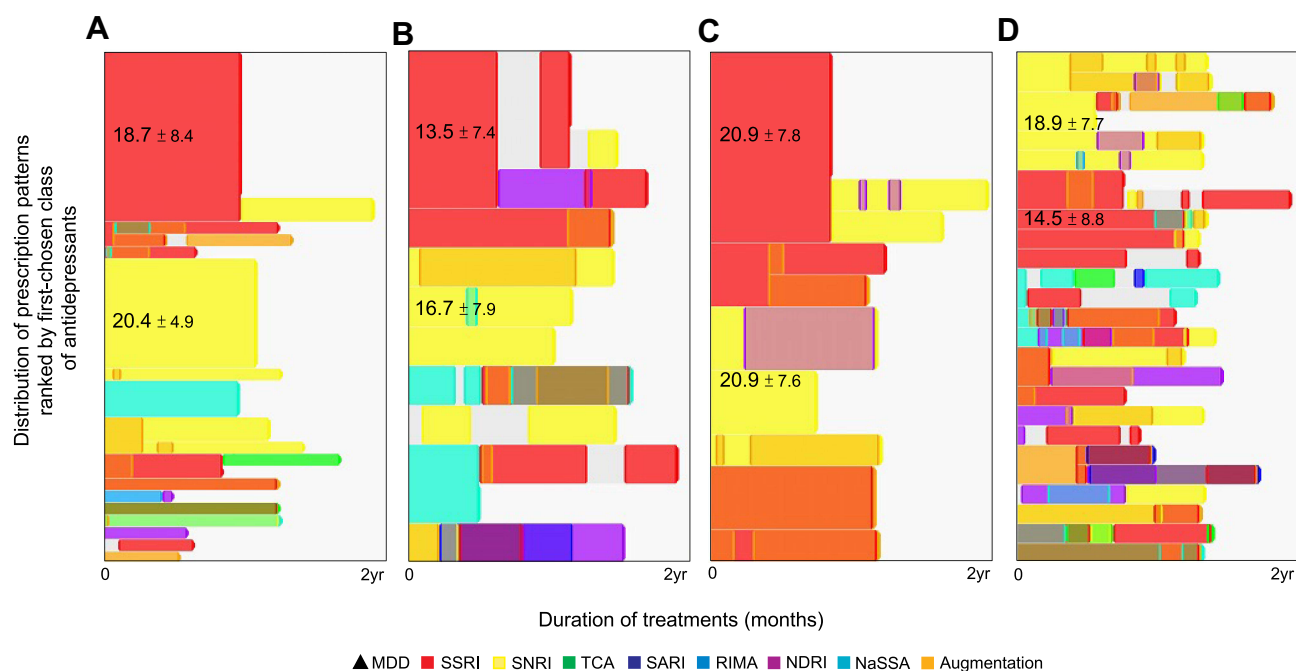 A
B
C
D
Distribution of prescription patterns
ranked by first-chosen class
of antidepressants
18.7 ± 8.4
20.4 ± 4.9
0 2yr
13.5 ± 7.4
16.7 ± 7.9
0 2yr
20.9 ± 7.8
20.9 ± 7.6
0 2yr
18.9 ± 7.7
14.5 ± 8.8
0 2yr
Duration of treatments (months)
MDD SSRI SNRI TCA SARI RIMA NDRI NaSSA Augmentation